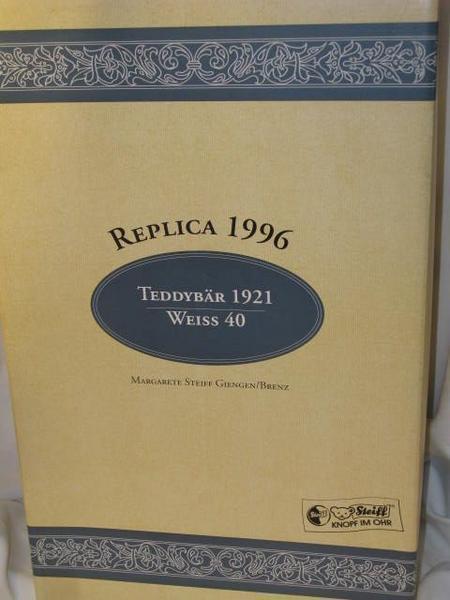 REPLICA 1996
TEDDYBÄR 1921
WEISS 40
MARGARETE STEIFF GIENGEN/BRENZ
Steiff
KNOPF IM OHR